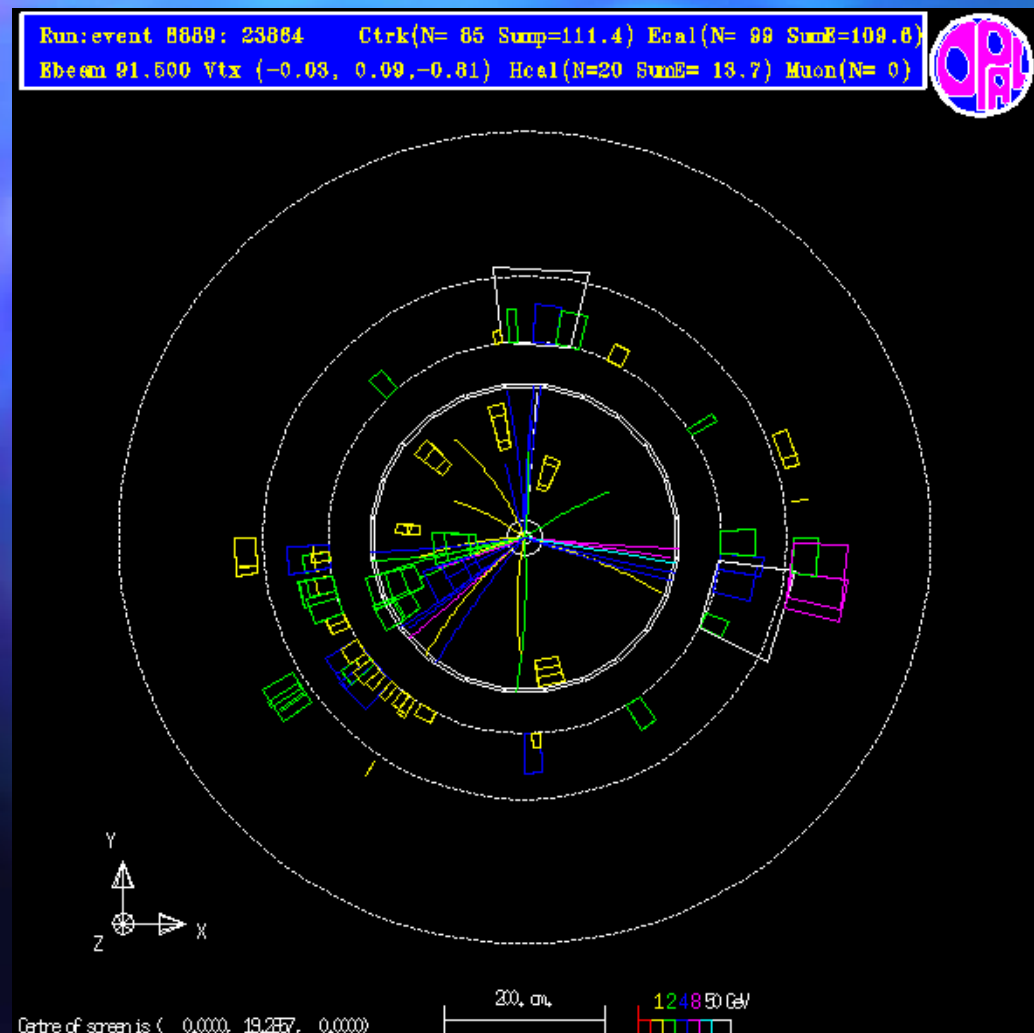 Run:event 8889: 23864 Ctrk(N= 85 Sump=111.4) Ecal(N= 99 SumE=109.6)
Ebeam 91.500 Vtx (-0.03, 0.09,-0.81) Hcal(N=20 SumE= 13.7) Muon(N= 0)
OPAL
Y
X
Z
200. cm.
1 2 4 8 50 GeV
Centre of screen is ( 0.0000, 19.2857, 0.0000)